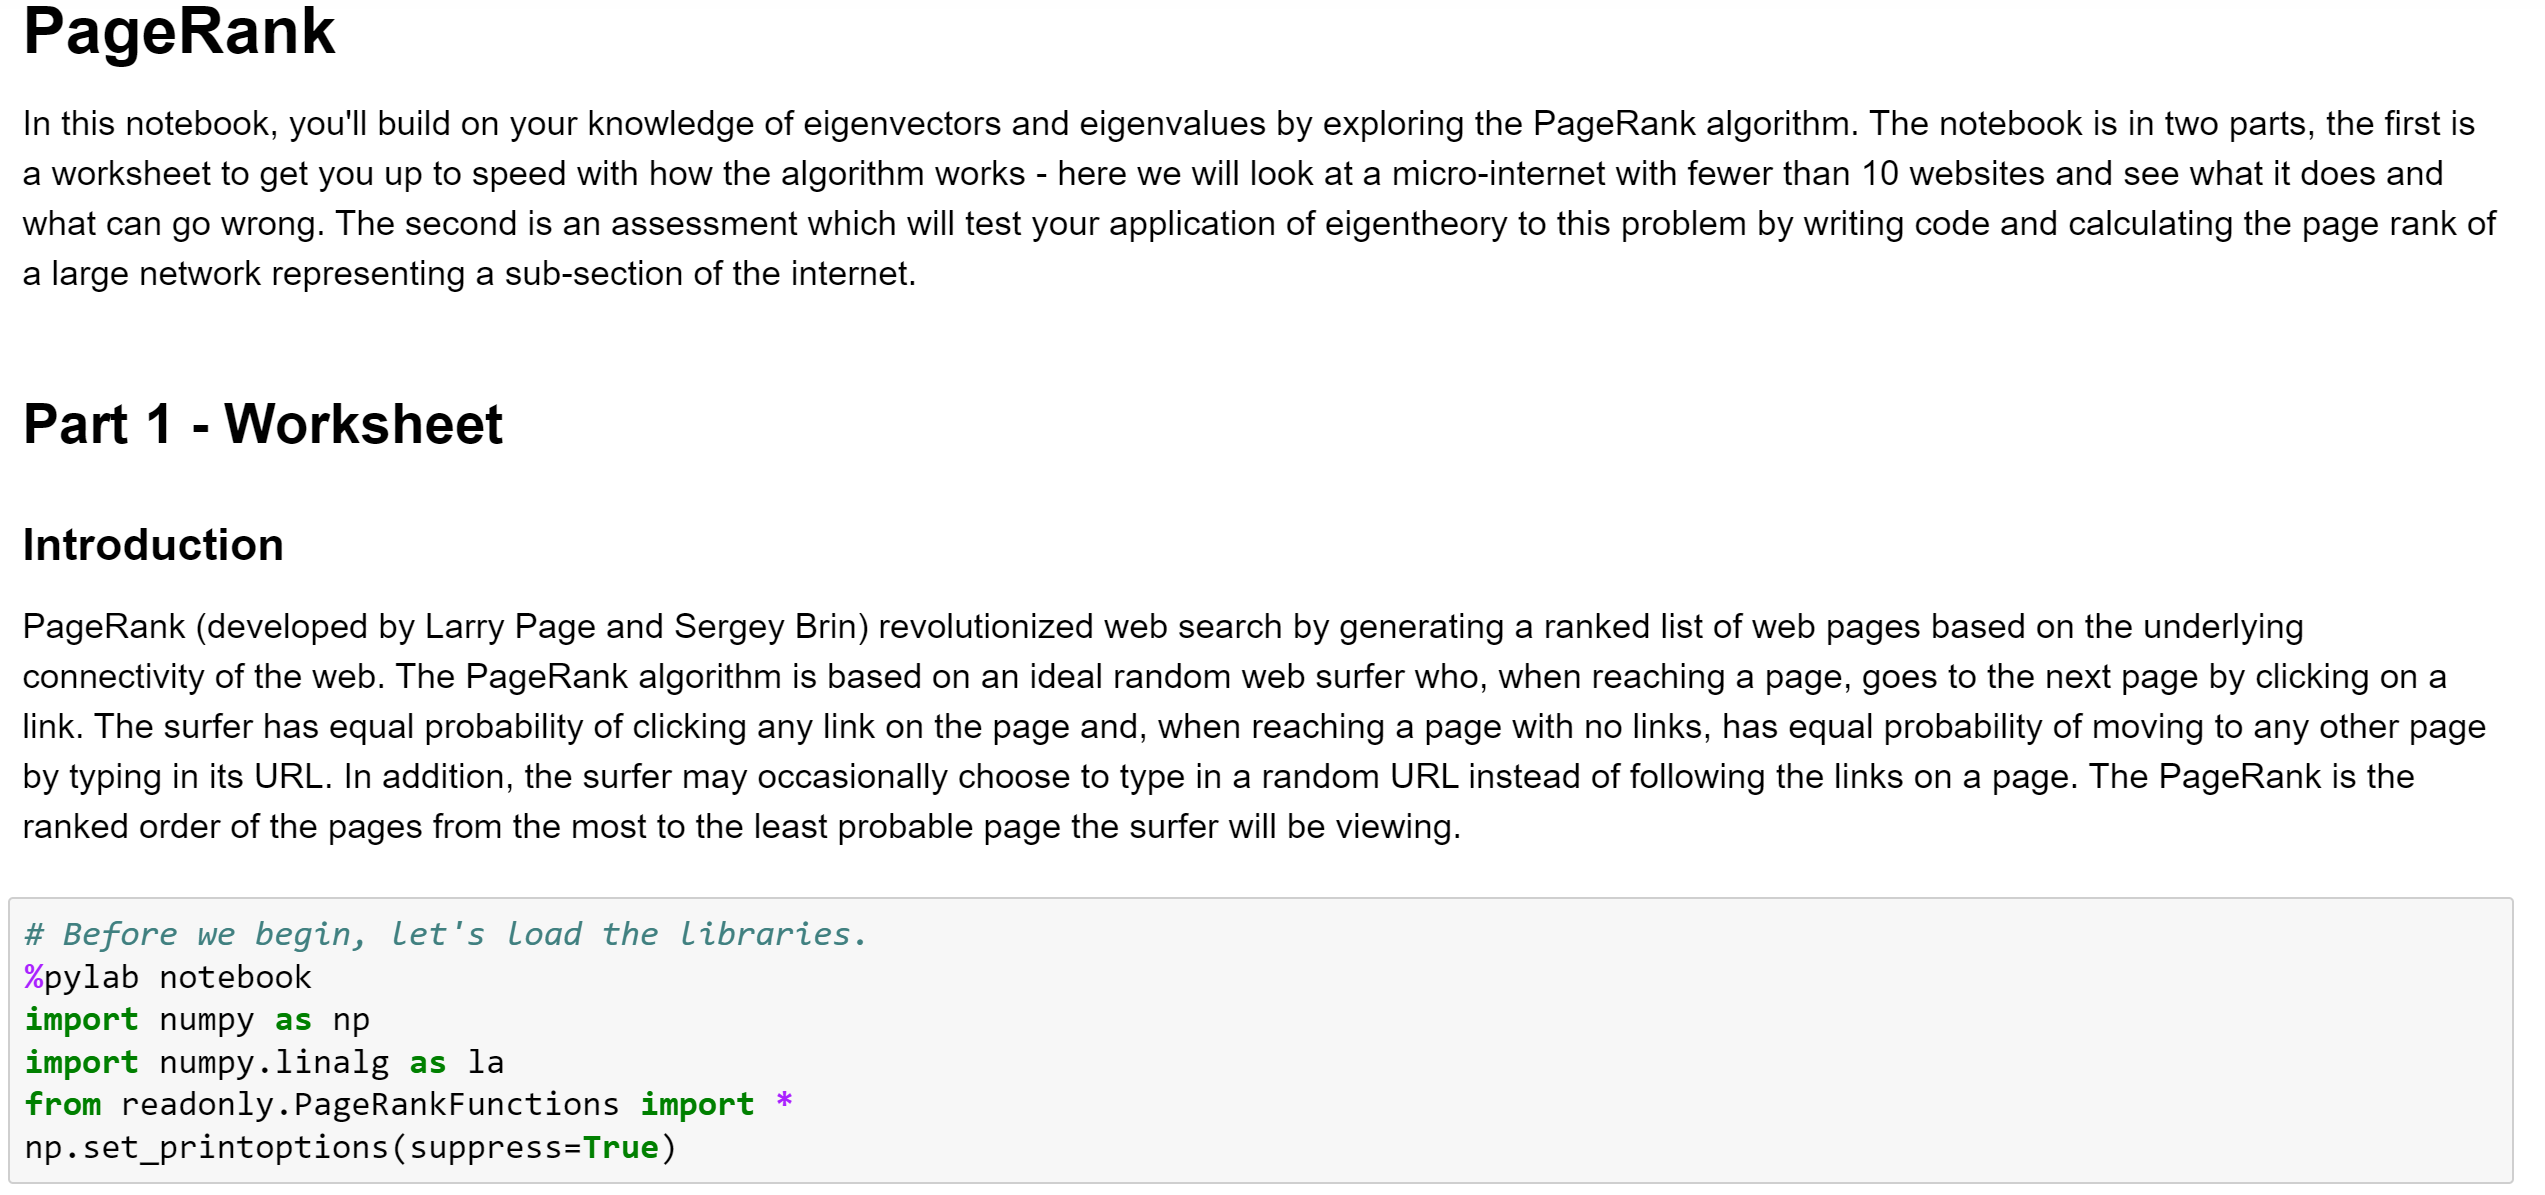 PageRank
In this notebook, you'll build on your knowledge of eigenvectors and eigenvalues by exploring the PageRank algorithm. The notebook is in two parts, the first is
a worksheet to get you up to speed with how the algorithm works - here we will look at a micro-internet with fewer than 10 websites and see what it does and
what can go wrong. The second is an assessment which will test your application of eigentheory to this problem by writing code and calculating the page rank of
a large network representing a sub-section of the internet.
Part 1 - Worksheet
Introduction
PageRank (developed by Larry Page and Sergey Brin) revolutionized web search by generating a ranked list of web pages based on the underlying
connectivity of the web. The PageRank algorithm is based on an ideal random web surfer who, when reaching a page, goes to the next page by clicking on a
link. The surfer has equal probability of clicking any link on the page and, when reaching a page with no links, has equal probability of moving to any other page
by typing in its URL. In addition, the surfer may occasionally choose to type in a random URL instead of following the links on a page. The PageRank is the
ranked order of the pages from the most to the least probable page the surfer will be viewing.
# Before we begin, let's load the libraries.
%pylab notebook
import numpy as np
import numpy.linalg as la
from readonly.PageRankFunctions import *
np.set_printoptions(suppress=True)